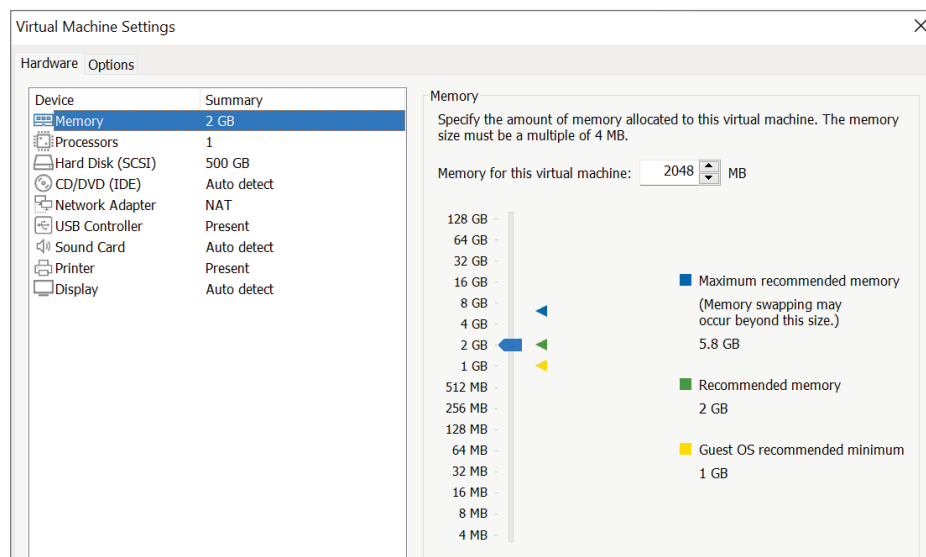 Virtual Machine Settings
Hardware Options
Device Summary
Memory 2 GB
Processors 1
Hard Disk (SCSI) 500 GB
CD/DVD (IDE) Auto detect
Network Adapter NAT
USB Controller Present
Sound Card Auto detect
Printer Present
Display Auto detect
Memory
Specify the amount of memory allocated to this virtual machine. The memory
size must be a multiple of 4 MB.
Memory for this virtual machine: 2048 MB
128 GB
64 GB
32 GB
16 GB
8 GB
4 GB
2 GB
1 GB
512 MB
256 MB
128 MB
64 MB
32 MB
16 MB
8 MB
4 MB
Maximum recommended memory
(Memory swapping may
occur beyond this size.)
5.8 GB
Recommended memory
2 GB
Guest OS recommended minimum
1 GB